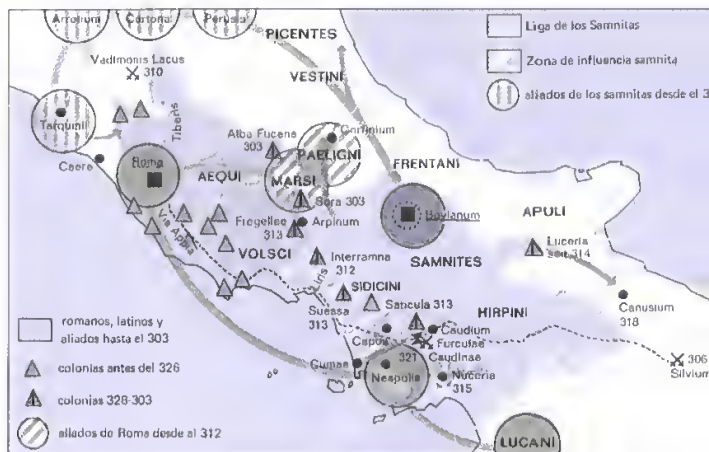 Arretium
Cortona
Perusia
PICENTES
VESTINI
Liga de los Samnitas
Zona de influencia samnita
aliados de los samnitas desde el 3
Vadimonis Lacus
310
Tiberis
Tarquinii
Caere
Roma
Alba Fucens
303
AEQUI
MARSI
PAELIGNI
Corfinium
FRENTANI
Sora 303
Arpinum
Fregellae
313
VOLSCI
Via Appia
Bovianum
APULI
Luceria
314
Canusium
318
SAMNITES
Interramna
312
Liris
SIDICINI
Suessa
313
Saticula 313
HIRPINI
Capua
Caudium
321
Furculae
Caudinae
Cumae
Neapolis
Nuceria
315
306
Silvium
LUCANI
romanos, latinos y
aliados hasta el 303
colonias antes del 326
colonias 328-303
aliados de Roma desde al 312